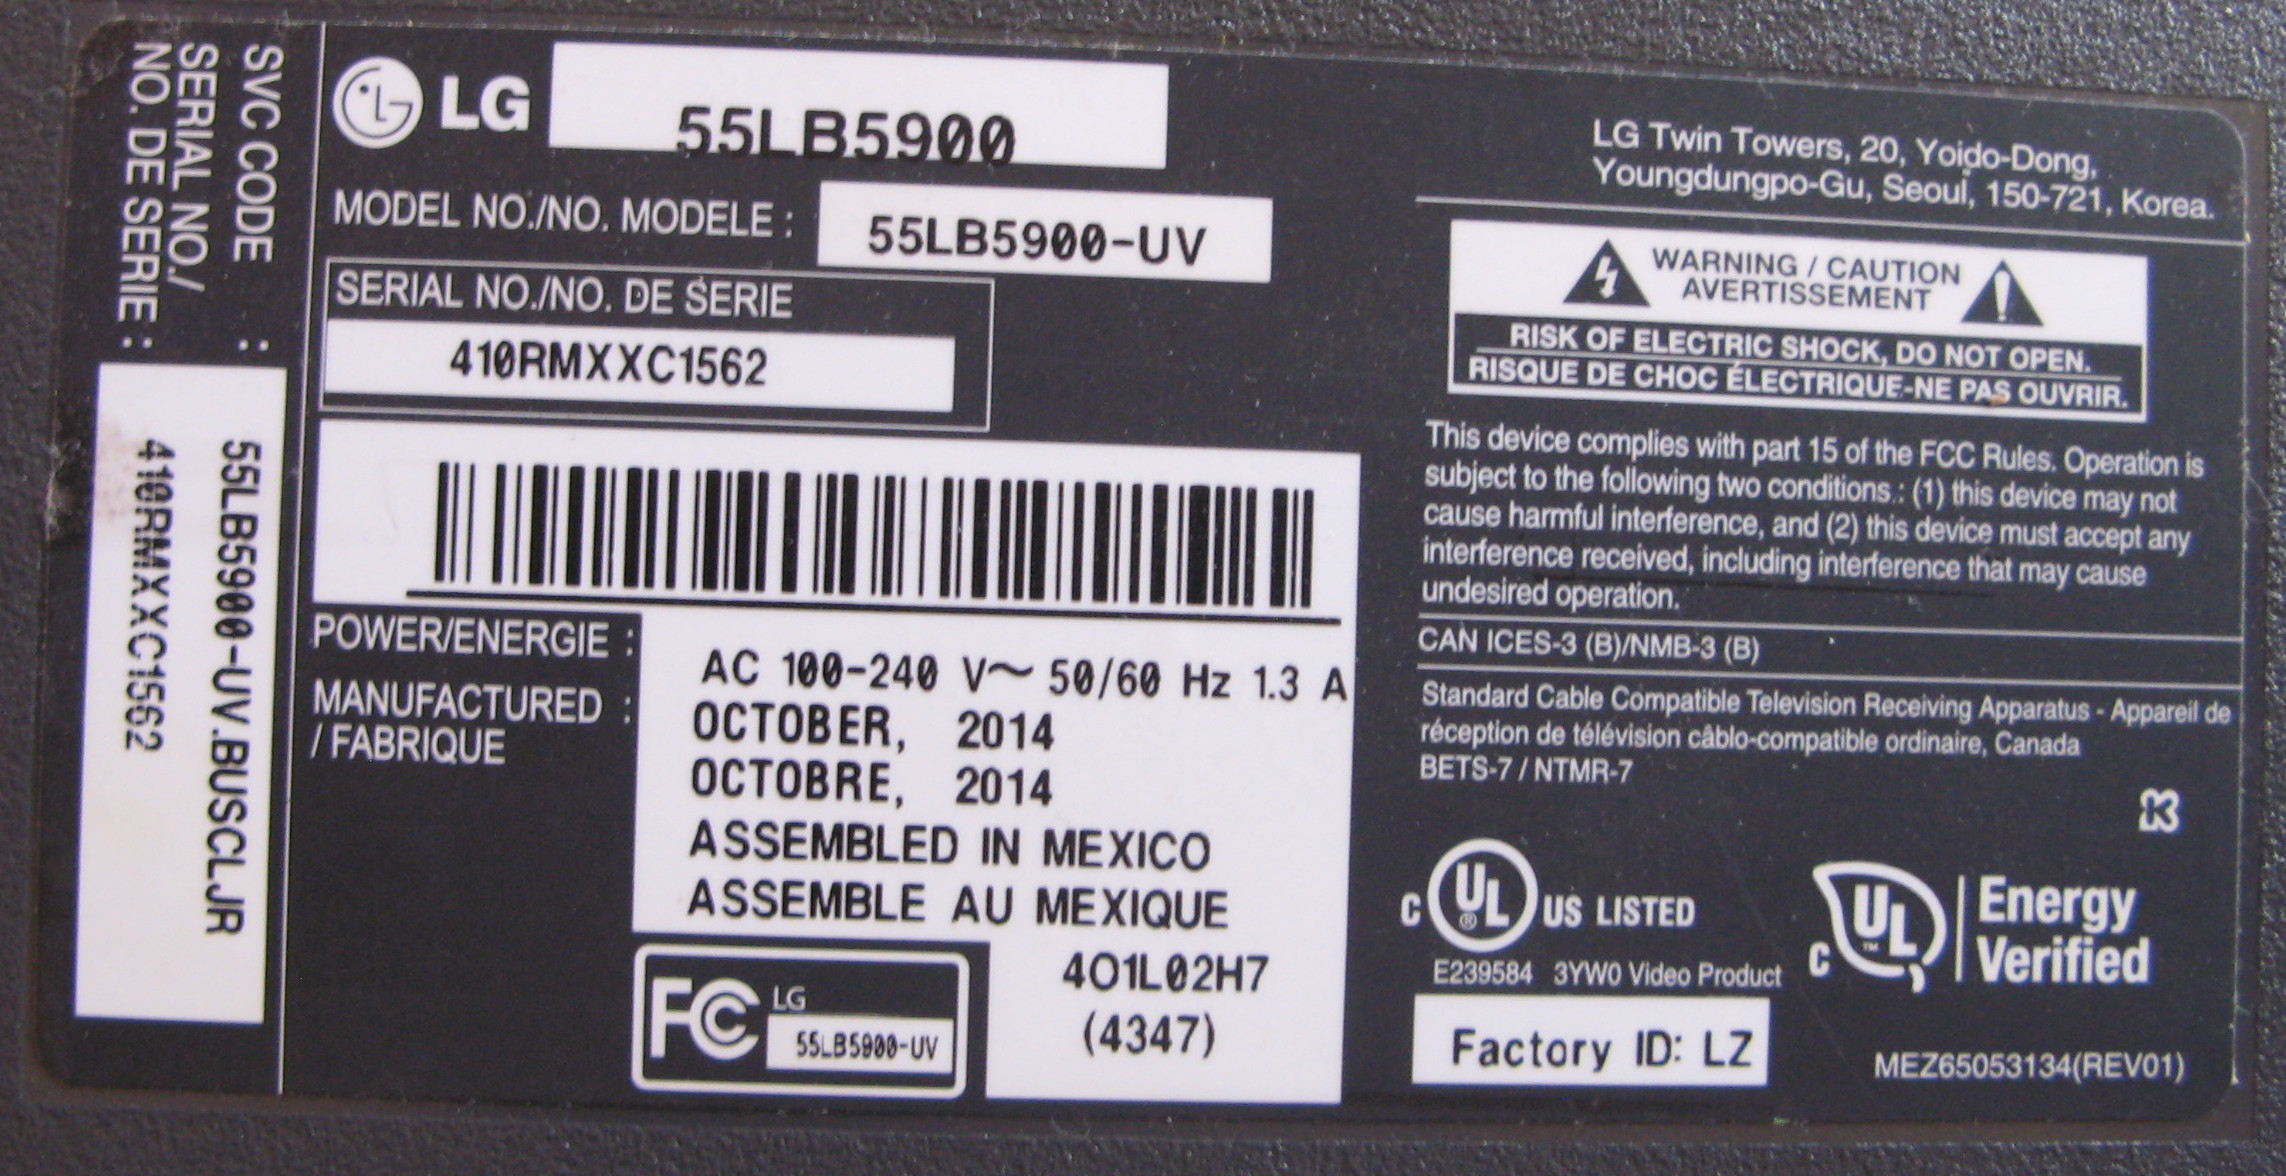 SVC CODE :
SERIAL NO./
NO. DE SERIE :
55LB5900-UV.BUSCLJR
410RMXXC1562
LG
55LB5900
MODEL NO./NO. MODELE :
55LB5900-UV
SERIAL NO./NO. DE SERIE
410RMXXC1562
POWER/ENERGIE :
AC 100-240 V~ 50/60 Hz 1.3 A
MANUFACTURED :
/ FABRIQUE
OCTOBER, 2014
OCTOBRE, 2014
ASSEMBLED IN MEXICO
ASSEMBLE AU MEXIQUE
FC LG
55LB5900-UV
401L02H7
(4347)
LG Twin Towers, 20, Yoido-Dong,
Youngdungpo-Gu, Seoul, 150-721, Korea.
WARNING / CAUTION
AVERTISSEMENT
RISK OF ELECTRIC SHOCK, DO NOT OPEN.
RISQUE DE CHOC ÉLECTRIQUE-NE PAS OUVRIR.
This device complies with part 15 of the FCC Rules. Operation is
subject to the following two conditions.: (1) this device may not
cause harmful interference, and (2) this device must accept any
interference received, including interference that may cause
undesired operation.
CAN ICES-3 (B)/NMB-3 (B)
Standard Cable Compatible Television Receiving Apparatus - Appareil de
réception de télévision câblo-compatible ordinaire, Canada
BETS-7 / NTMR-7
C UL® US LISTED
E239584 3YW0 Video Product
C UL™ Energy
Verified
Factory ID: LZ
MEZ65053134(REV01)